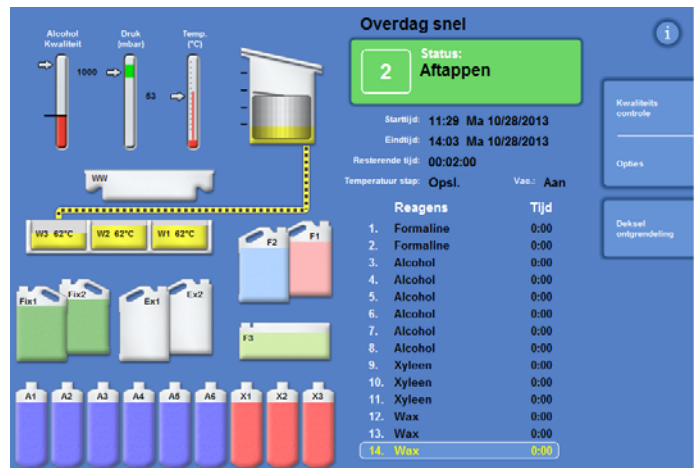 Overdag snel
i
Alcohol
Kwaliteit
Druk
(mbar)
Temp.
(°C)
1000
53
2
Status:
Aftappen
Starttijd: 11:29 Ma 10/28/2013
Eindtijd: 14:03 Ma 10/28/2013
Resterende tijd: 00:02:00
Temperatuur stap: Opsl. Vac.: Aan
Kwaliteits
controle
Opties
Deksel
ontgrendeling
WW
W3 62°C W2 62°C W1 62°C
F2 F1
Fix1 Fix2 Ex1 Ex2
F3
A1 A2 A3 A4 A5 A6 X1 X2 X3
Reagens Tijd
1. Formaline 0:00
2. Formaline 0:00
3. Alcohol 0:00
4. Alcohol 0:00
5. Alcohol 0:00
6. Alcohol 0:00
7. Alcohol 0:00
8. Alcohol 0:00
9. Xyleen 0:00
10. Xyleen 0:00
11. Xyleen 0:00
12. Wax 0:00
13. Wax 0:00
14. Wax 0:00